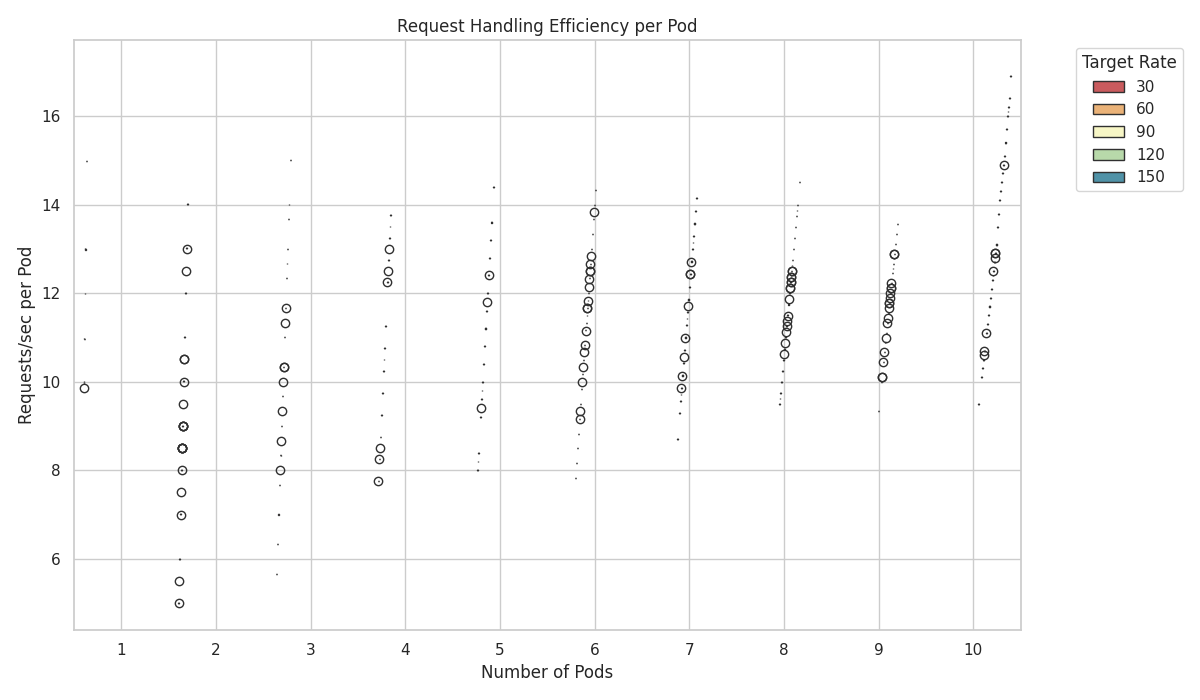 Request Handling Efficiency per Pod
Requests/sec per Pod
16
14
12
10
8
6
1 2 3 4 5 6 7 8 9 10
Number of Pods
Target Rate
30
60
90
120
150